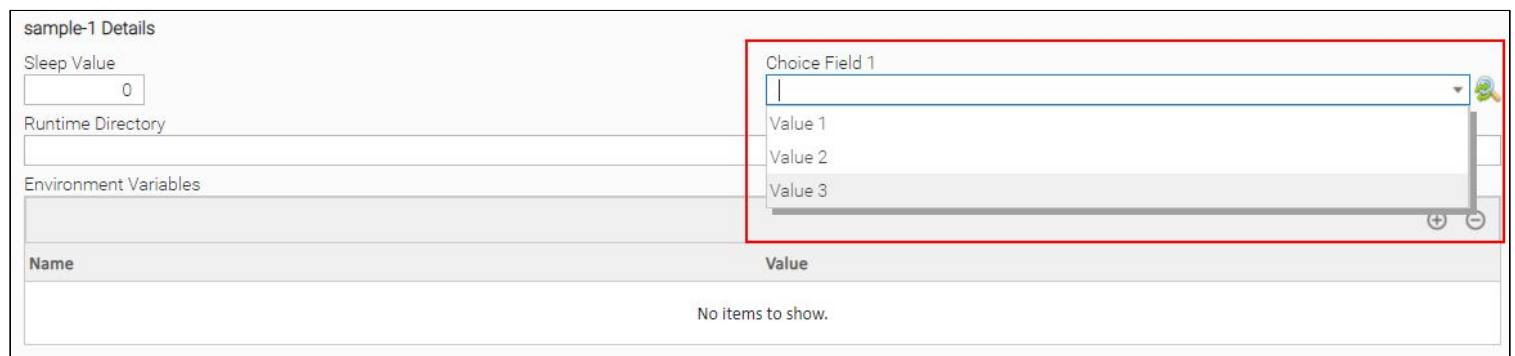 sample-1 Details
Sleep Value
0
Choice Field 1
Value 1
Value 2
Value 3
Runtime Directory
Environment Variables
Name Value
No items to show.